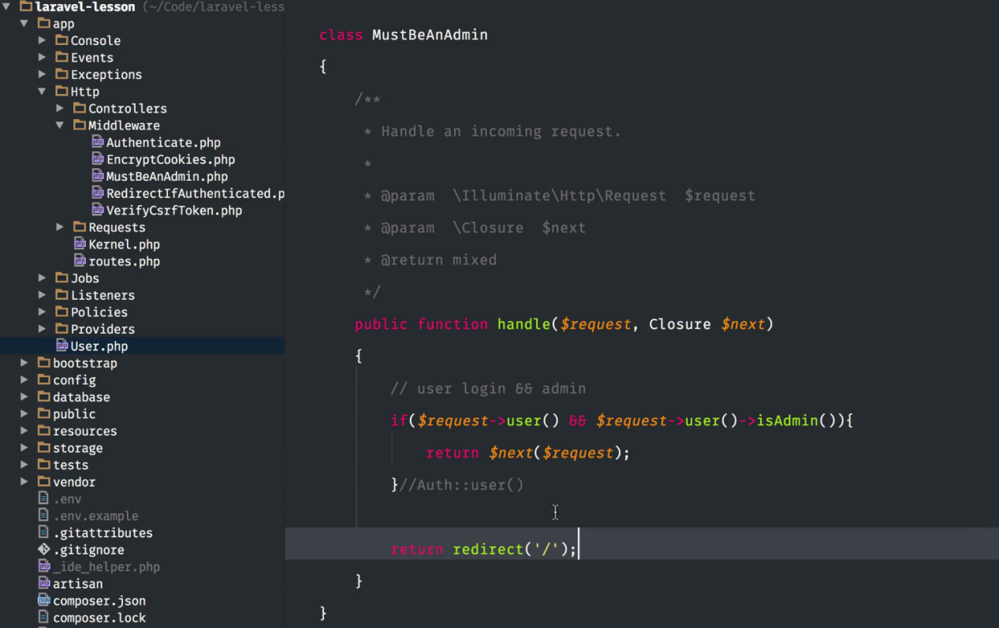 laravel-lesson (~/Code/laravel-less
app
Console
Events
Exceptions
Http
Controllers
Middleware
Authenticate.php
EncryptCookies.php
MustBeAnAdmin.php
RedirectIfAuthenticated.p
VerifyCsrfToken.php
Requests
Kernel.php
routes.php
Jobs
Listeners
Policies
Providers
User.php
bootstrap
config
database
public
resources
storage
tests
vendor
.env
.env.example
.gitattributes
.gitignore
_ide_helper.php
artisan
composer.json
composer.lock
class MustBeAnAdmin
{
/**
* Handle an incoming request.
*
* @param  \Illuminate\Http\Request  $request
* @param  \Closure  $next
* @return mixed
*/
public function handle($request, Closure $next)
{
// user login && admin
if($request->user() && $request->user()->isAdmin()){
return $next($request);
}//Auth::user()
return redirect('/');
}
}